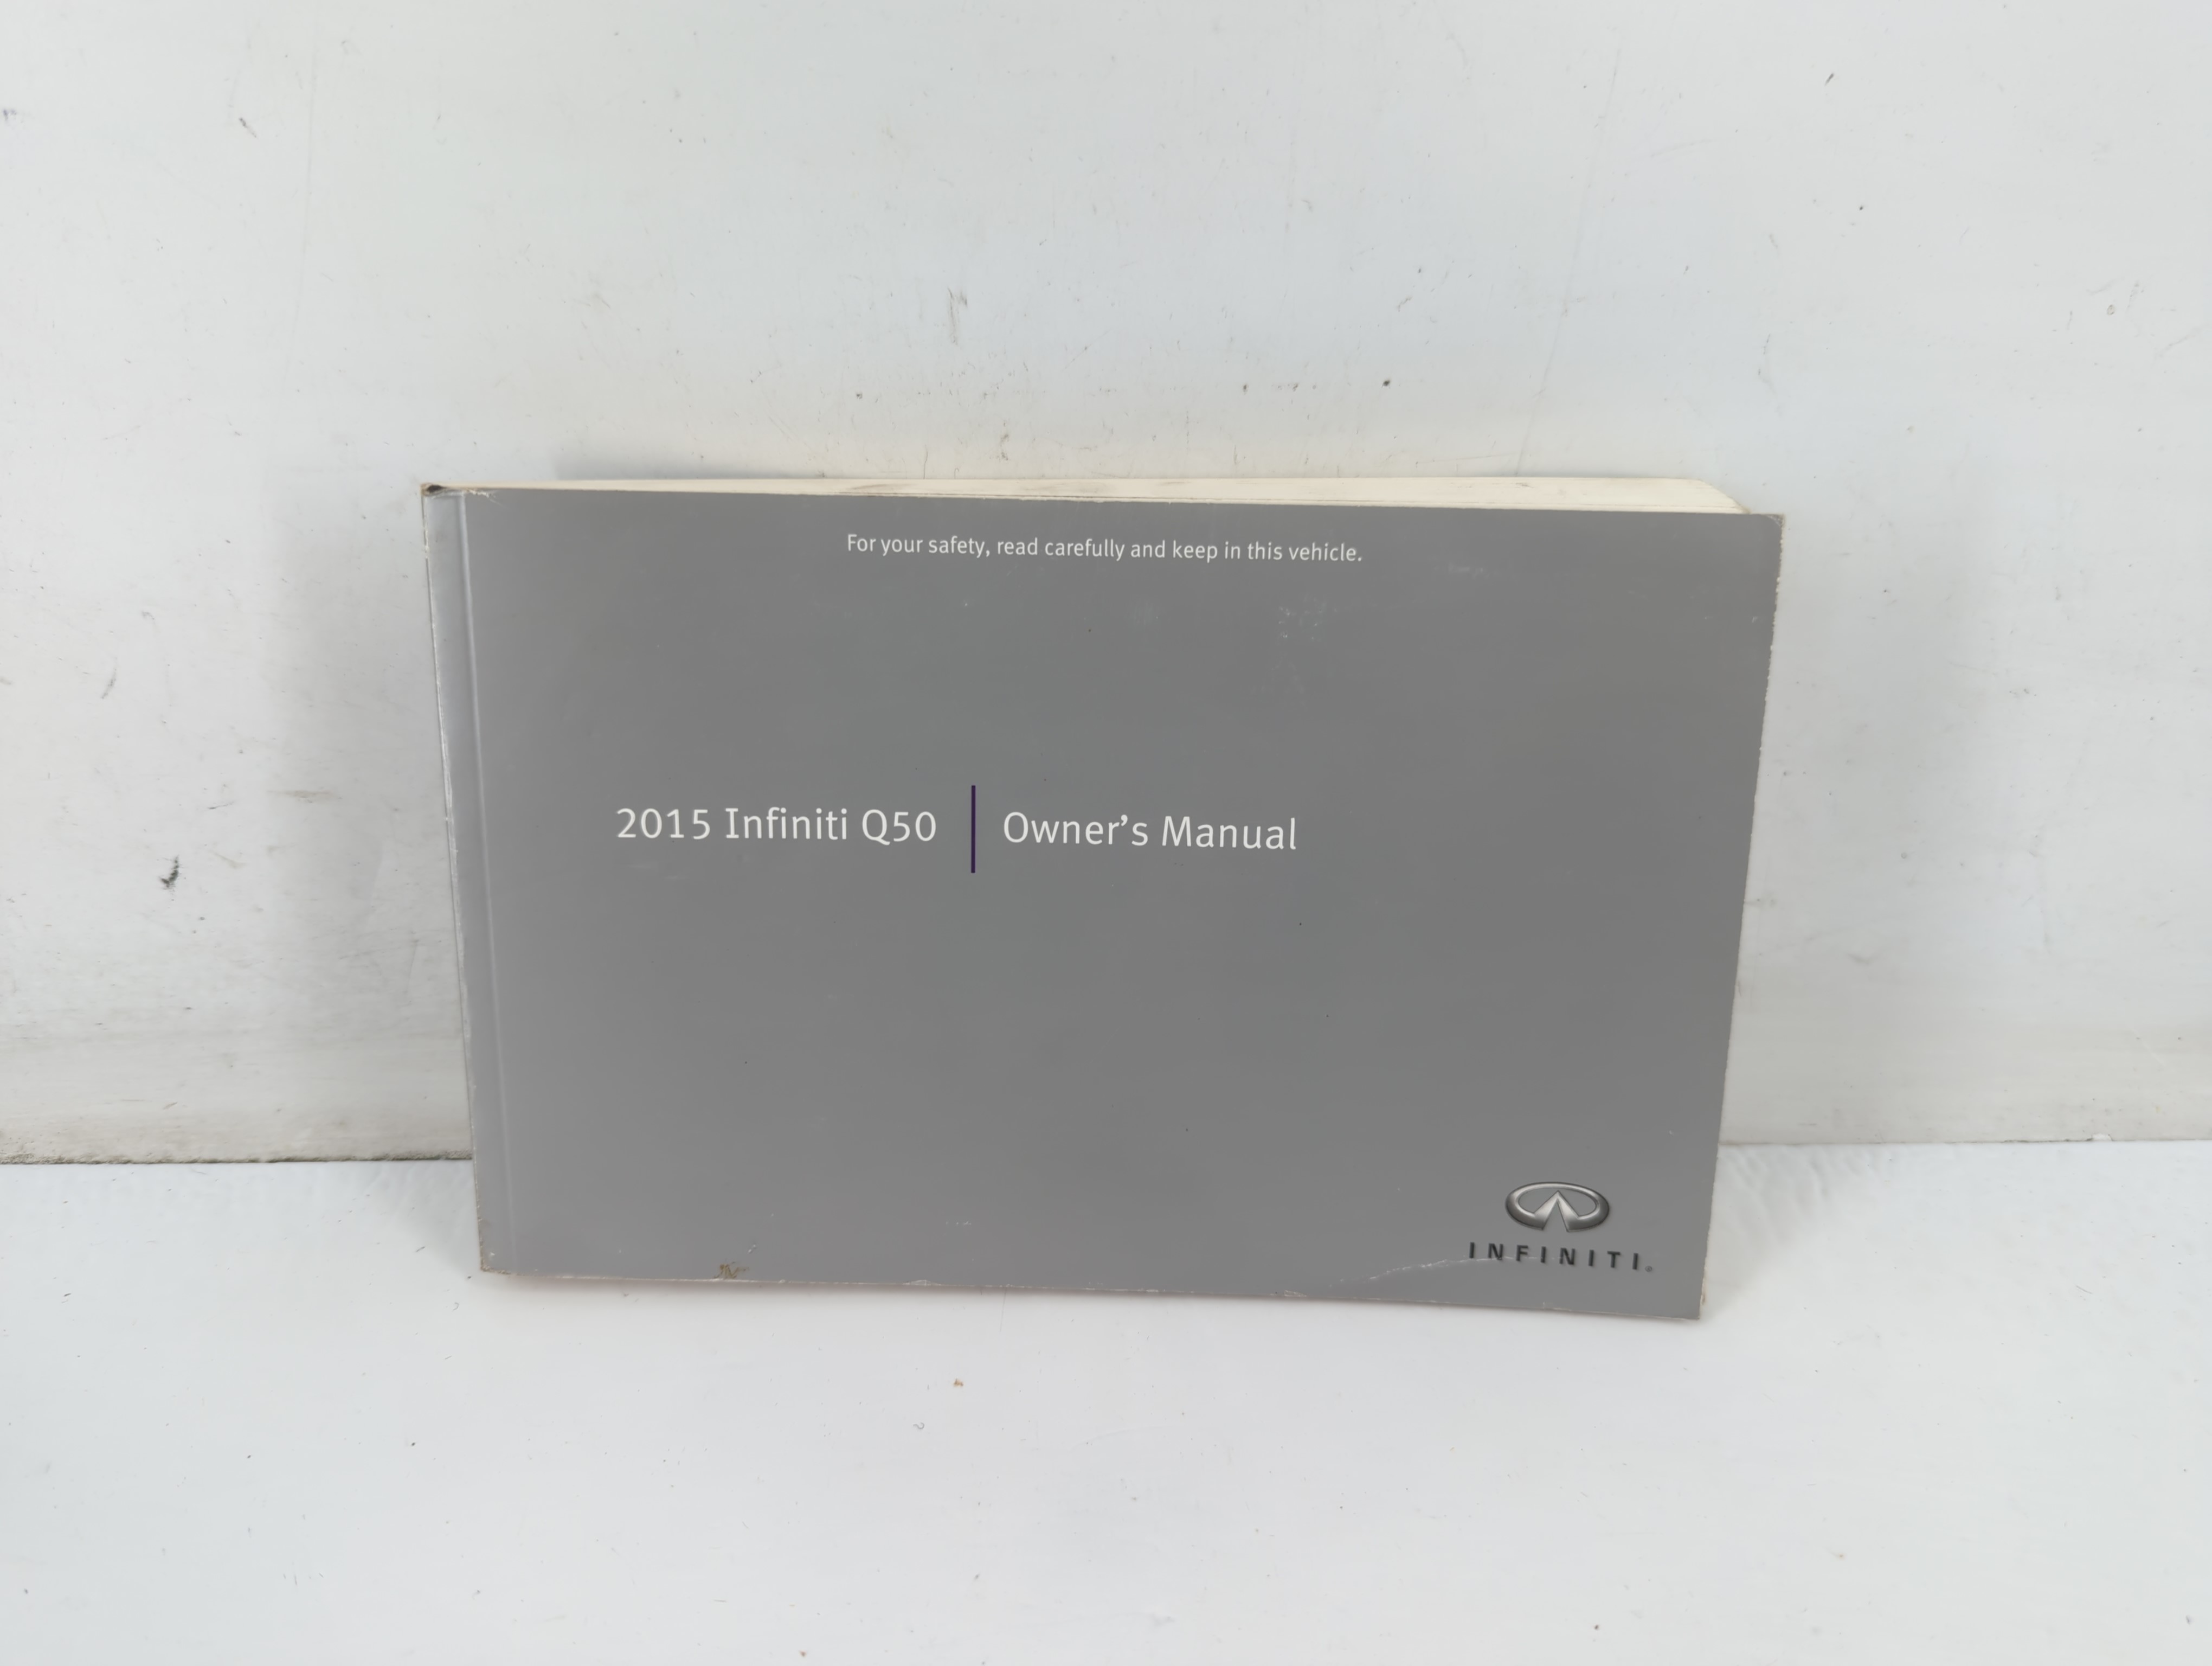 For your safety, read carefully and keep in this vehicle.
2015 Infiniti Q50 | Owner's Manual
INFINITI®